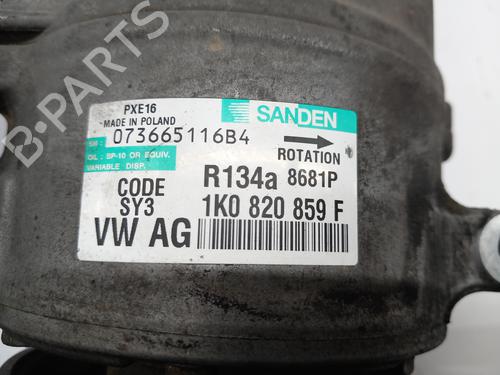 PXE16
MADE IN POLAND
SANDEN
SN: 073665116B4
ROTATION
OIL: SP-10 OR EQUIV.
VARIABLE DISP.
R134a 8681P
CODE
SY3
1K0 820 859 F
VW AG
B-PARTS